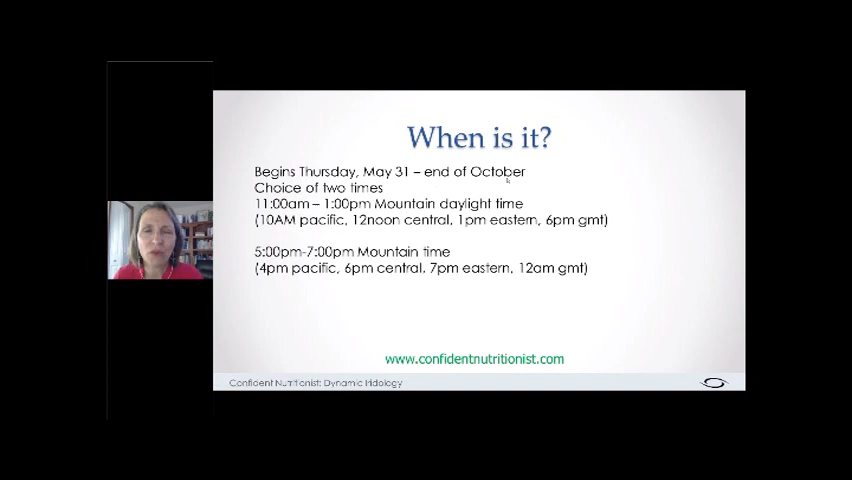 When is it?
Begins Thursday, May 31 – end of October
Choice of two times
11:00am – 1:00pm Mountain daylight time
(10AM pacific, 12noon central, 1pm eastern, 6pm gmt)
5:00pm-7:00pm Mountain time
(4pm pacific, 6pm central, 7pm eastern, 12am gmt)
www.confidentnutritionist.com
Confident Nutritionist: Dynamic Iridology